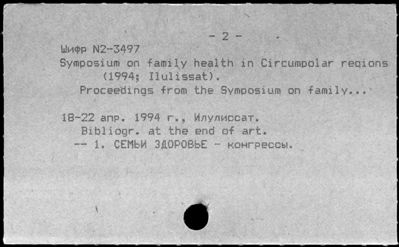 - 2 -
Шифр N2-3497
Symposium on family health in Circumpolar regions
(1994; Ilulissat).
Proceedings from the Symposium on family...
18-22 апр. 1994 г., Илулиссат.
Bibliogr. at the end of art.
-- 1. СЕМЬИ ЗДОРОВЬЕ - конгрессы.